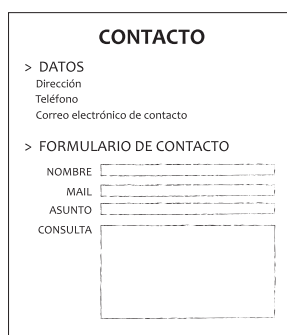 CONTACTO
> DATOS
Dirección
Teléfono
Correo electrónico de contacto
> FORMULARIO DE CONTACTO
NOMBRE
MAIL
ASUNTO
CONSULTA